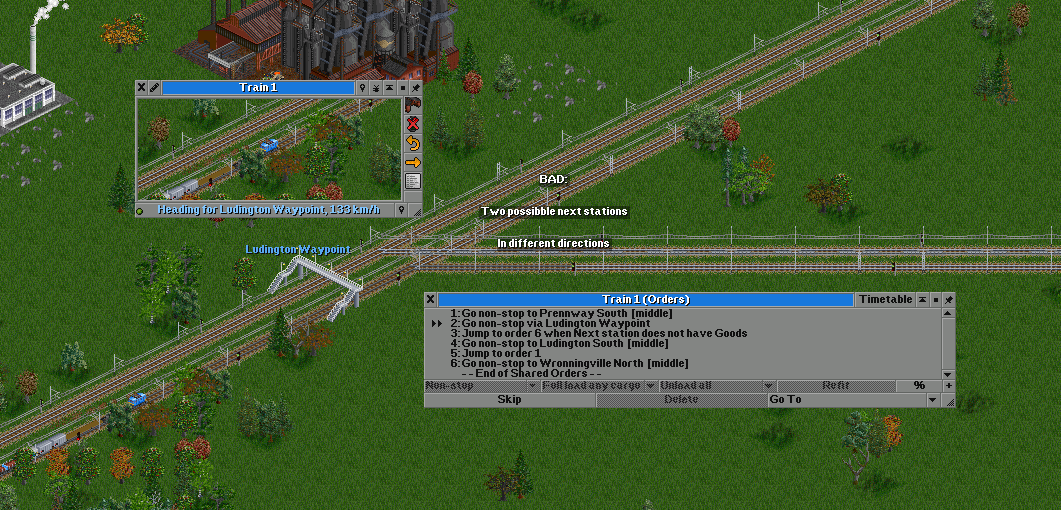 Train 1
BAD:
Two possibble next stations
Heading for Ludington Waypoint, 133 km/h
In different directions
Ludington Waypoint
Train 1 (Orders)
Timetable
1: Go non-stop to Prennway South [middle]
2: Go non-stop via Ludington Waypoint
3: Jump to order 6 when Next station does not have Goods
4: Go non-stop to Ludington South [middle]
5: Jump to order 1
6: Go non-stop to Wronningville North [middle]
- - End of Shared Orders - -
Non-stop
Full load any cargo
Unload all
Refit
%
+
Skip
Delete
Go To